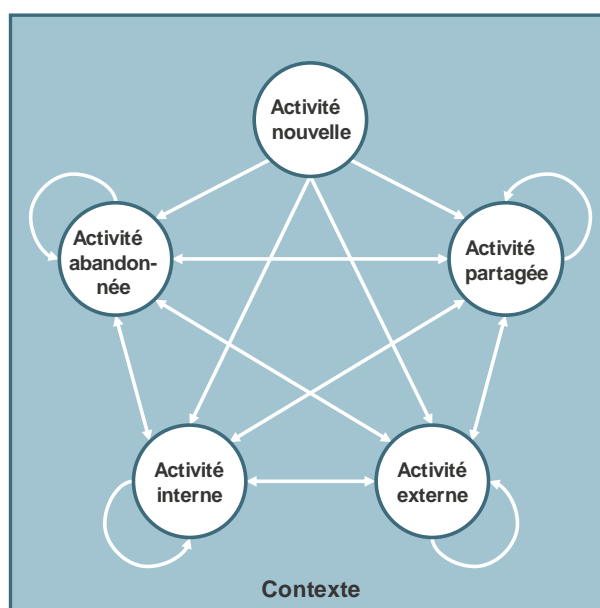 Activité
nouvelle
Activité
abandon-
née
Activité
partagée
Activité
interne
Activité
externe
Contexte